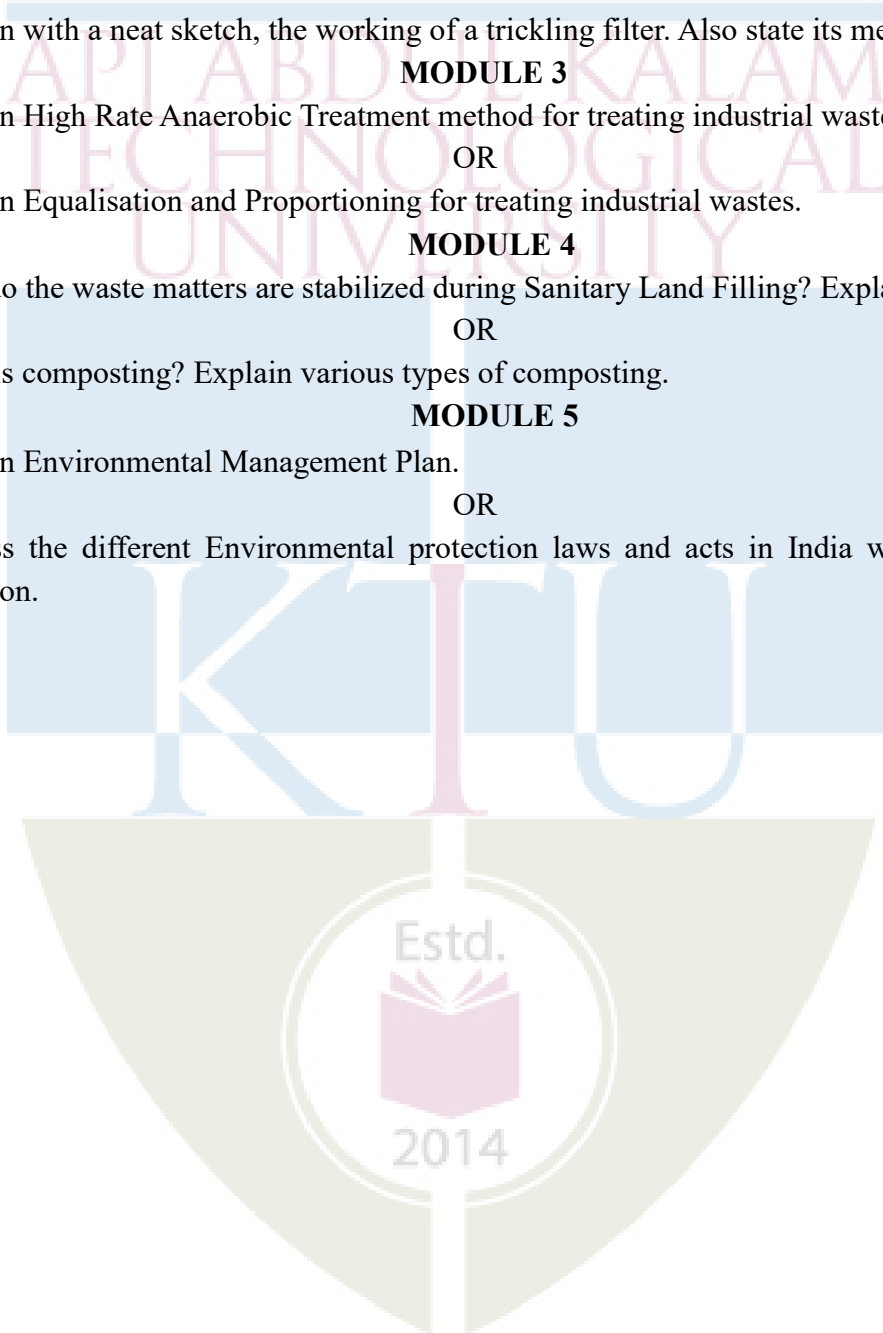 API ABDUL KALAM
TECHNOLOGICAL
UNIVERSITY
n with a neat sketch, the working of a trickling filter. Also state its me
MODULE 3
n High Rate Anaerobic Treatment method for treating industrial wast
OR
n Equalisation and Proportioning for treating industrial wastes.
MODULE 4
o the waste matters are stabilized during Sanitary Land Filling? Expla
OR
s composting? Explain various types of composting.
MODULE 5
n Environmental Management Plan.
OR
ss the different Environmental protection laws and acts in India w
on.
KTU
Estd.
2014